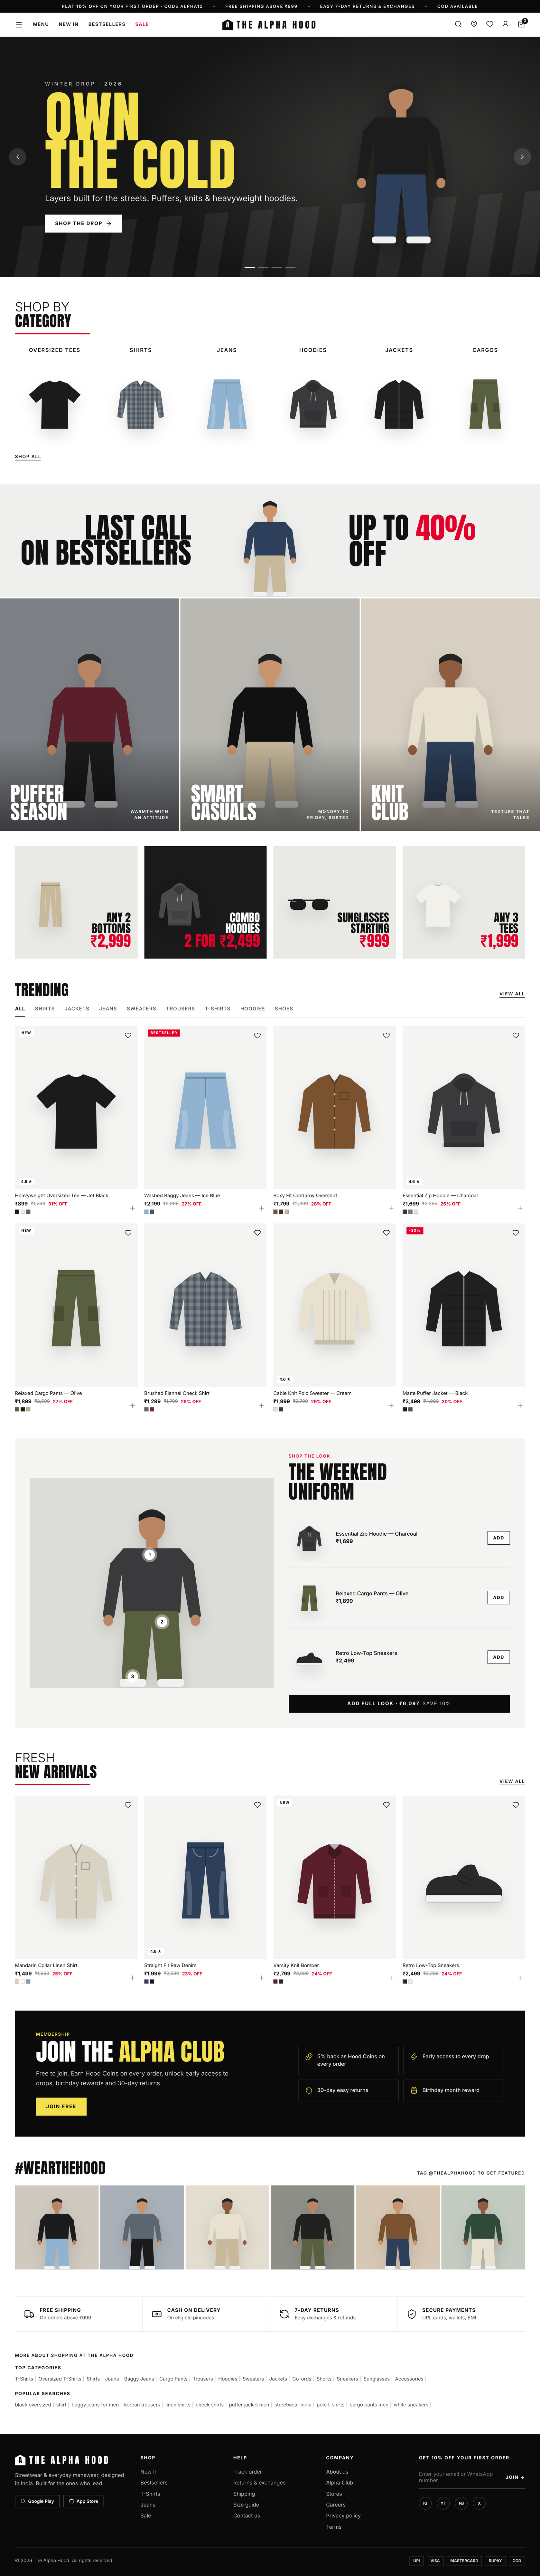 FLAT 10% OFF ON YOUR FIRST ORDER · CODE ALPHA10 • FREE SHIPPING ABOVE ₹999 • EASY 7-DAY RETURNS & EXCHANGES • COD AVAILABLE
MENU NEW IN BESTSELLERS SALE THE ALPHA HOOD
WINTER DROP · 2026
OWN
THE COLD
Layers built for the streets. Puffers, knits & heavyweight hoodies.
SHOP THE DROP →
SHOP BY
CATEGORY
OVERSIZED TEES SHIRTS JEANS HOODIES JACKETS CARGOS
SHOP ALL
LAST CALL
ON BESTSELLERS
UP TO 40%
OFF
PUFFER
SEASON
WARMTH WITH
AN ATTITUDE
SMART
CASUALS
MONDAY TO
FRIDAY, SORTED
KNIT
CLUB
TEXTURE THAT
TALKS
ANY 2
BOTTOMS
₹2,999
COMBO
HOODIES
2 FOR ₹2,499
SUNGLASSES
STARTING
₹999
ANY 3
TEES
₹1,999
TRENDING
VIEW ALL
ALL SHIRTS JACKETS JEANS SWEATERS TROUSERS T-SHIRTS HOODIES SHOES
NEW
4.6 ★
Heavyweight Oversized Tee — Jet Black
₹899 ₹1,299 31% OFF
BESTSELLER
Washed Baggy Jeans — Ice Blue
₹2,199 ₹2,999 27% OFF
Boxy Fit Corduroy Overshirt
₹1,799 ₹2,499 28% OFF
4.6 ★
Essential Zip Hoodie — Charcoal
₹1,699 ₹2,299 26% OFF
NEW
Relaxed Cargo Pants — Olive
₹1,899 ₹2,599 27% OFF
Brushed Flannel Check Shirt
₹1,299 ₹1,799 28% OFF
4.6 ★
Cable Knit Polo Sweater — Cream
₹1,999 ₹2,799 29% OFF
-30%
Matte Puffer Jacket — Black
₹3,499 ₹4,999 30% OFF
SHOP THE LOOK
THE WEEKEND
UNIFORM
1
2
3
Essential Zip Hoodie — Charcoal
₹1,699
ADD
Relaxed Cargo Pants — Olive
₹1,899
ADD
Retro Low-Top Sneakers
₹2,499
ADD
ADD FULL LOOK · ₹6,097 SAVE 10%
FRESH
NEW ARRIVALS
VIEW ALL
Mandarin Collar Linen Shirt
₹1,499 ₹1,999 25% OFF
4.6 ★
Straight Fit Raw Denim
₹1,999 ₹2,599 23% OFF
NEW
Varsity Knit Bomber
₹2,799 24% OFF
Retro Low-Top Sneakers
₹2,499 ₹3,299 24% OFF
MEMBERSHIP
JOIN THE ALPHA CLUB
Free to join. Earn Hood Coins on every order, unlock early access to
drops, birthday rewards and 30-day returns.
JOIN FREE
5% back as Hood Coins on
every order
Early access to every drop
30-day easy returns
Birthday month reward
#WEARTHEHOOD
TAG @THEALPHAHOOD TO GET FEATURED
FREE SHIPPING
On orders above ₹999
CASH ON DELIVERY
On eligible pincodes
7-DAY RETURNS
Easy exchanges & refunds
SECURE PAYMENTS
UPI, cards, wallets, EMI
MORE ABOUT SHOPPING AT THE ALPHA HOOD
TOP CATEGORIES
T-Shirts | Oversized T-Shirts | Shirts | Jeans | Baggy Jeans | Cargo Pants | Trousers | Hoodies | Sweaters | Jackets | Co-ords | Shorts | Sneakers | Sunglasses | Accessories |
POPULAR SEARCHES
black oversized t-shirt | baggy jeans for men | korean trousers | linen shirts | check shirts | puffer jacket men | streetwear india | polo t-shirts | cargo pants men | white sneakers |
THE ALPHA HOOD
Streetwear & everyday menswear, designed
in India. Built for the ones who lead.
Google Play
App Store
SHOP
New in
Bestsellers
T-Shirts
Jeans
Sale
HELP
Track order
Returns & exchanges
Shipping
Size guide
Contact us
COMPANY
About us
Alpha Club
Stores
Careers
Privacy policy
Terms
GET 10% OFF YOUR FIRST ORDER
Enter your email or WhatsApp
number
JOIN →
IG YT FB X
© 2026 The Alpha Hood. All rights reserved.
UPI VISA MASTERCARD RUPAY COD